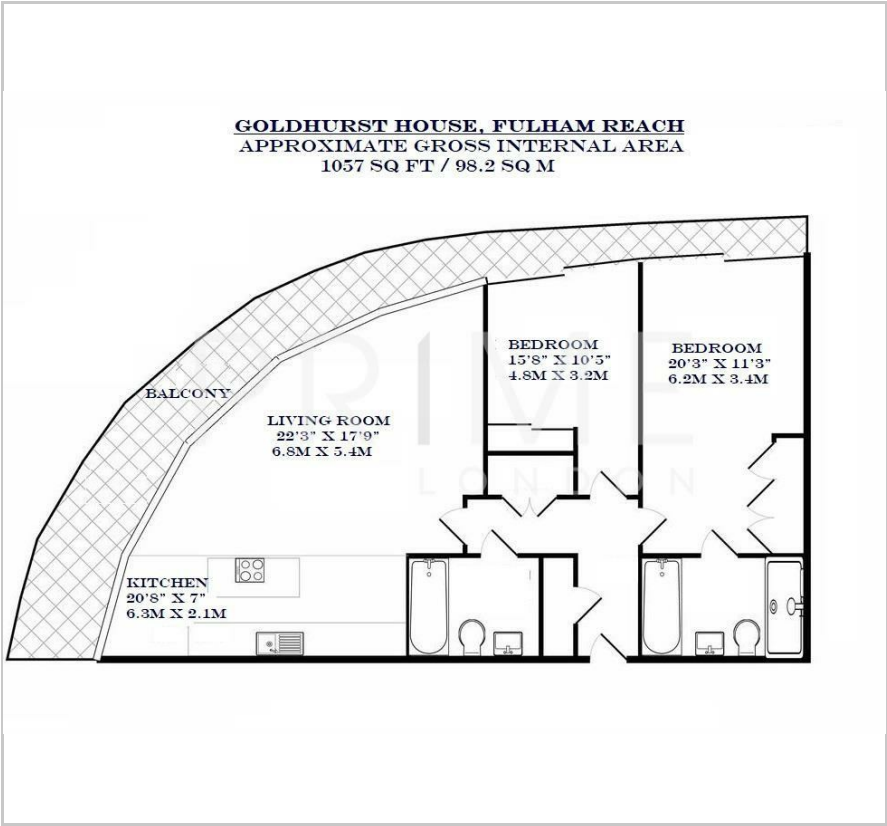 GOLDHURST HOUSE, FULHAM REACH
APPROXIMATE GROSS INTERNAL AREA
1057 SQ FT / 98.2 SQ M
BEDROOM
15'8" X 10'5"
4.8M X 3.2M
BEDROOM
20'3" X 11'3"
6.2M X 3.4M
BALCONY
LIVING ROOM
22'3" X 17'9"
6.8M X 5.4M
PRIME
LONDON
KITCHEN
20'8" X 7"
6.3M X 2.1M